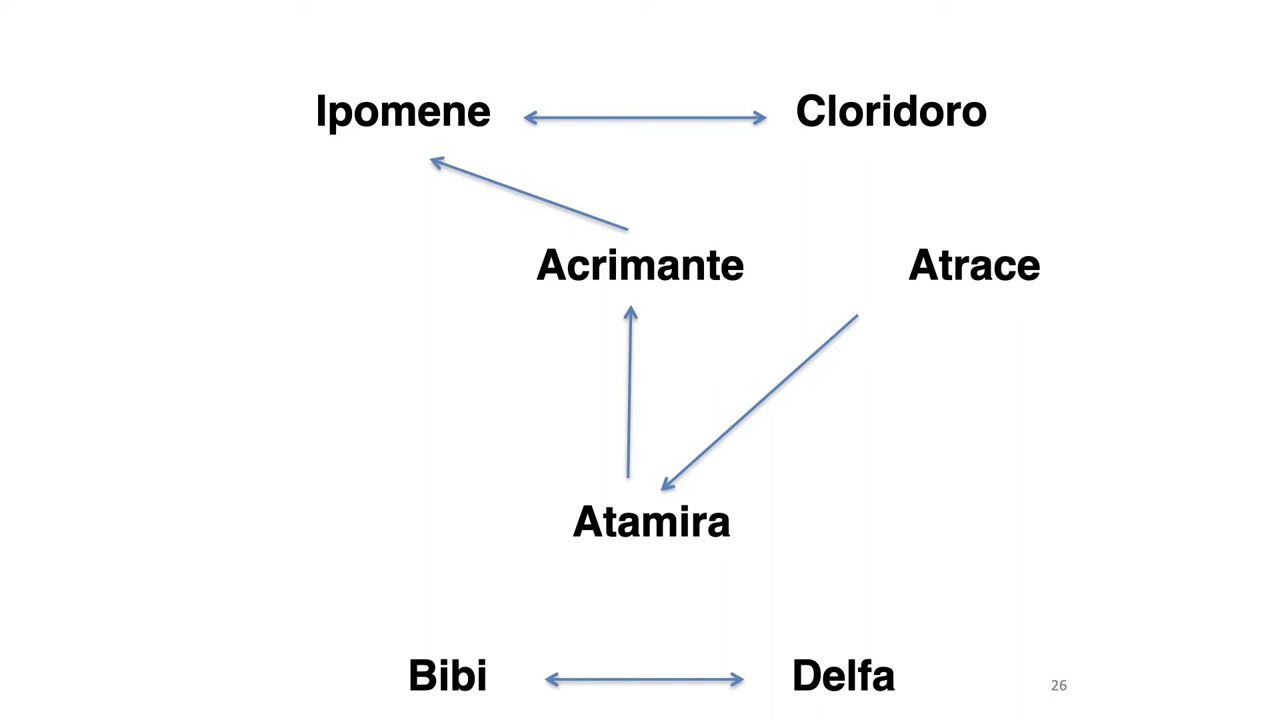 Ipomene Cloridoro
Acrimante Atrace
Atamira
Bibi Delfa
26